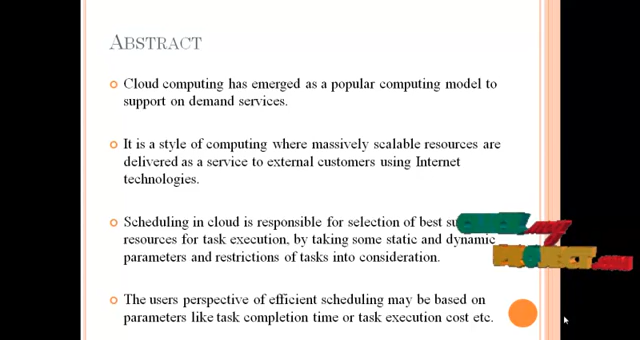 ABSTRACT
Cloud computing has emerged as a popular computing model to
support on demand services.
It is a style of computing where massively scalable resources are
delivered as a service to external customers using Internet
technologies.
Scheduling in cloud is responsible for selection of best
resources for task execution, by taking some static and dynamic
parameters and restrictions of tasks into consideration.
The users perspective of efficient scheduling may be based on
parameters like task completion time or task execution cost etc.